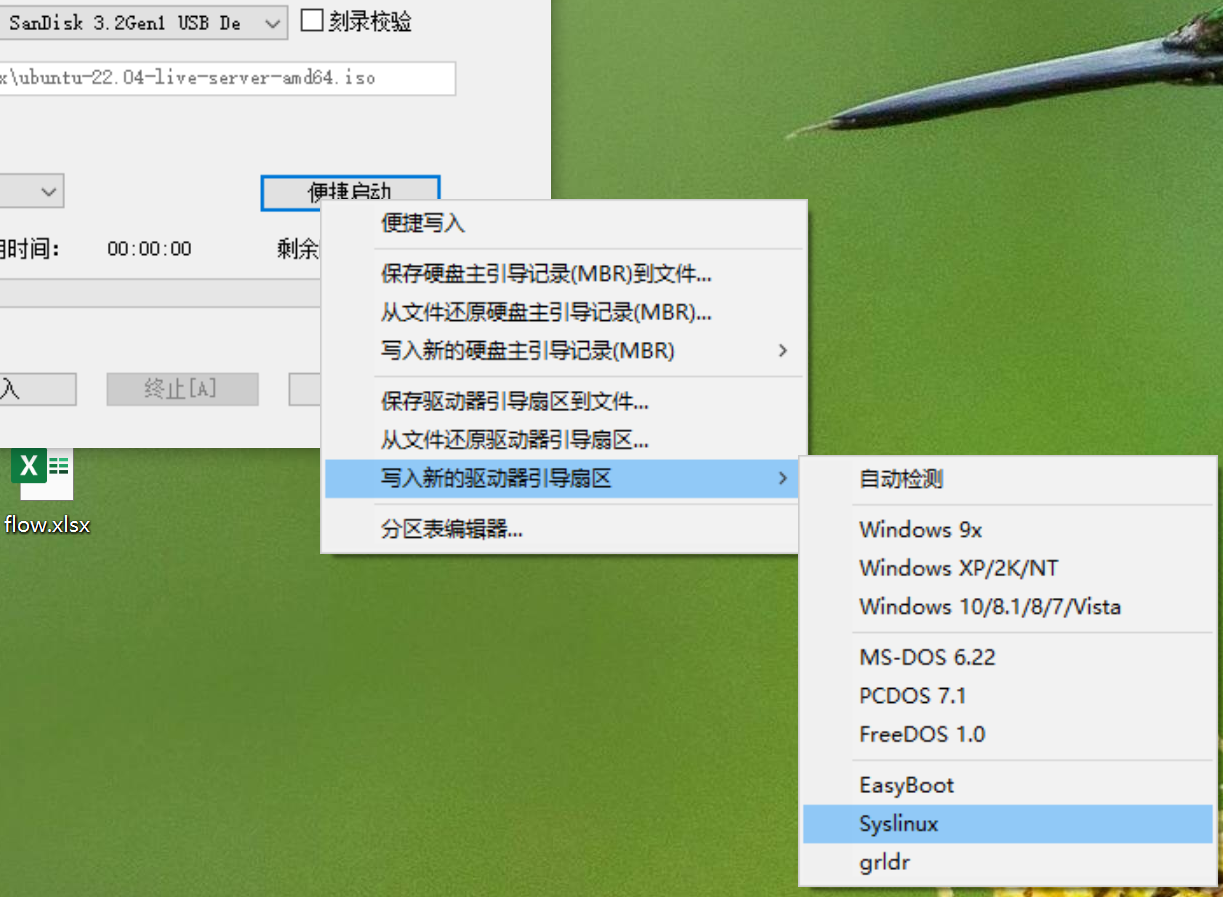 SanDisk 3.2Gen1 USB De
刻录校验
x\ubuntu-22.04-live-server-amd64.iso
便捷启动
时间: 00:00:00 剩余
入 终止[A]
便捷写入
保存硬盘主引导记录(MBR)到文件...
从文件还原硬盘主引导记录(MBR)...
写入新的硬盘主引导记录(MBR)
保存驱动器引导扇区到文件...
从文件还原驱动器引导扇区...
写入新的驱动器引导扇区
分区表编辑器...
自动检测
Windows 9x
Windows XP/2K/NT
Windows 10/8.1/8/7/Vista
MS-DOS 6.22
PCDOS 7.1
FreeDOS 1.0
EasyBoot
Syslinux
grldr
X
flow.xlsx